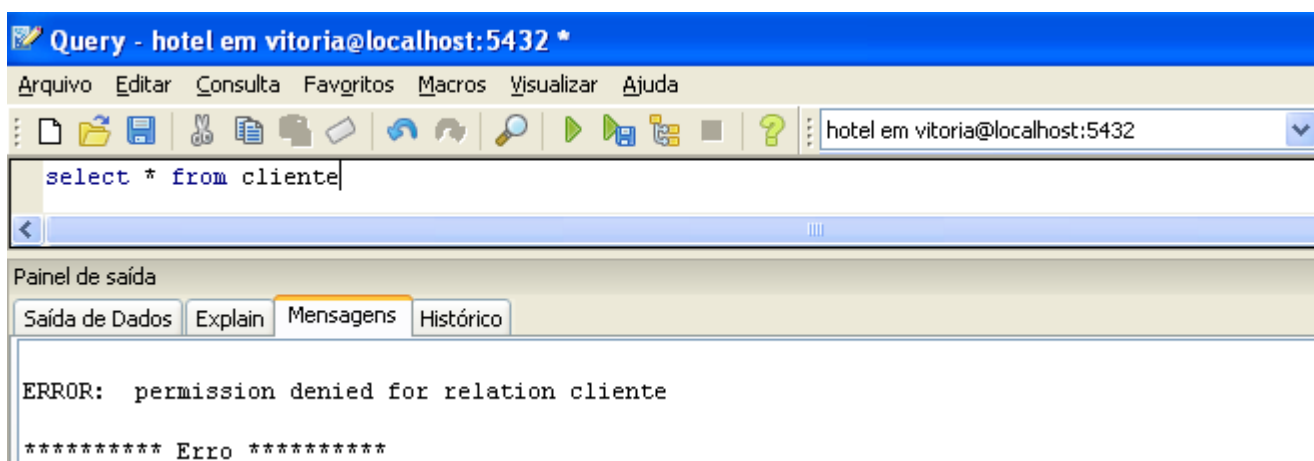 Query - hotel em vitoria@localhost:5432 *
Arquivo Editar Consulta Favoritos Macros Visualizar Ajuda
hotel em vitoria@localhost:5432
select * from cliente
Painel de saída
Saída de Dados Explain Mensagens Histórico
ERROR:  permission denied for relation cliente
********** Erro **********